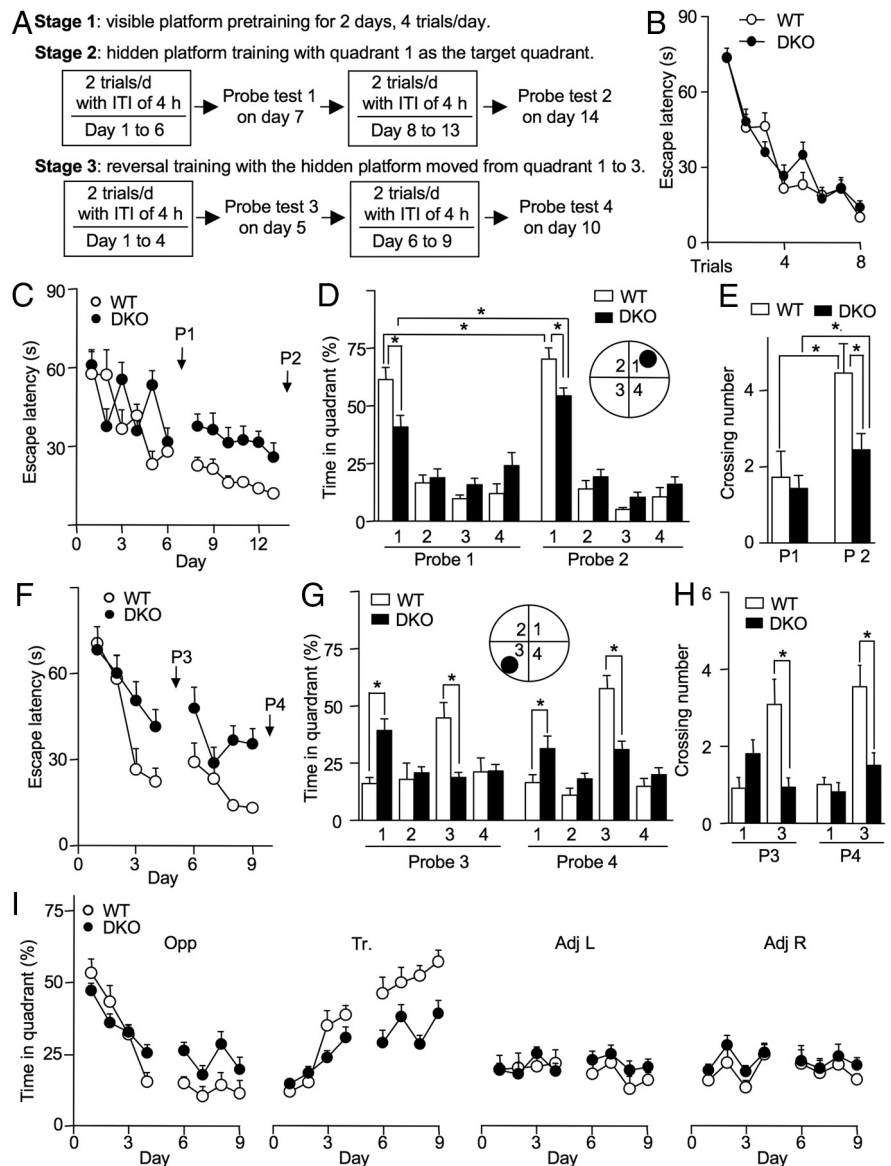 A
Stage 1: visible platform pretraining for 2 days, 4 trials/day.
Stage 2: hidden platform training with quadrant 1 as the target quadrant.
2 trials/d
with ITI of 4 h
Day 1 to 6
Probe test 1
on day 7
2 trials/d
with ITI of 4 h
Day 8 to 13
Probe test 2
on day 14
Stage 3: reversal training with the hidden platform moved from quadrant 1 to 3.
2 trials/d
with ITI of 4 h
Day 1 to 4
Probe test 3
on day 5
2 trials/d
with ITI of 4 h
Day 6 to 9
Probe test 4
on day 10
B
WT
DKO
Escape latency (s)
90
60
30
0
Trials 4 8
C
WT
DKO
P1
P2
Escape latency (s)
90
60
30
0 3 6 9 12
Day
D
WT
DKO
* *
* *
2 1
3 4
Time in quadrant (%)
75
50
25
0
1 2 3 4 1 2 3 4
Probe 1 Probe 2
E
WT DKO
*.
* *
Crossing number
4
2
0
P1 P 2
F
WT
DKO
P3
P4
Escape latency (s)
60
30
0
0 3 6 9
Day
G
WT
DKO
2 1
3 4
* * * *
Time in quardrant (%)
75
50
25
0
1 2 3 4 1 2 3 4
Probe 3 Probe 4
H
WT
DKO
* *
Crossing number
6
4
2
0
1 3 1 3
P3 P4
I
WT
DKO
Opp Tr. Adj L Adj R
Time in quadrant (%)
75
50
25
0
0 3 6 9 0 3 6 9 0 3 6 9 0 3 6 9
Day Day Day Day